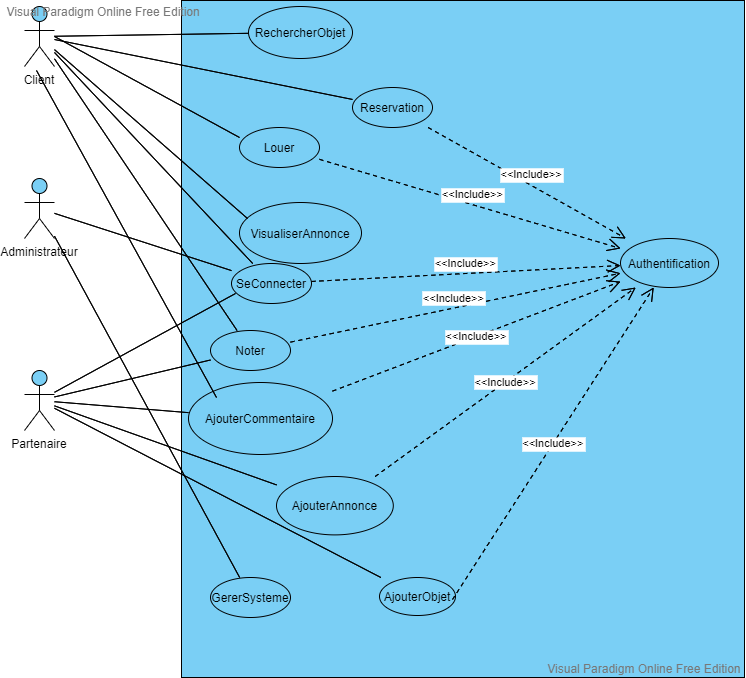 Visual Paradigm Online Free Edition
RechercherObjet
Client
Reservation
Louer
<<Include>>
<<Include>>
VisualiserAnnonce
Administrateur
<<Include>>
Authentification
SeConnecter
<<Include>>
<<Include>>
Noter
<<Include>>
AjouterCommentaire
Partenaire
<<Include>>
AjouterAnnonce
GererSysteme
AjouterObjet
Visual Paradigm Online Free Edition